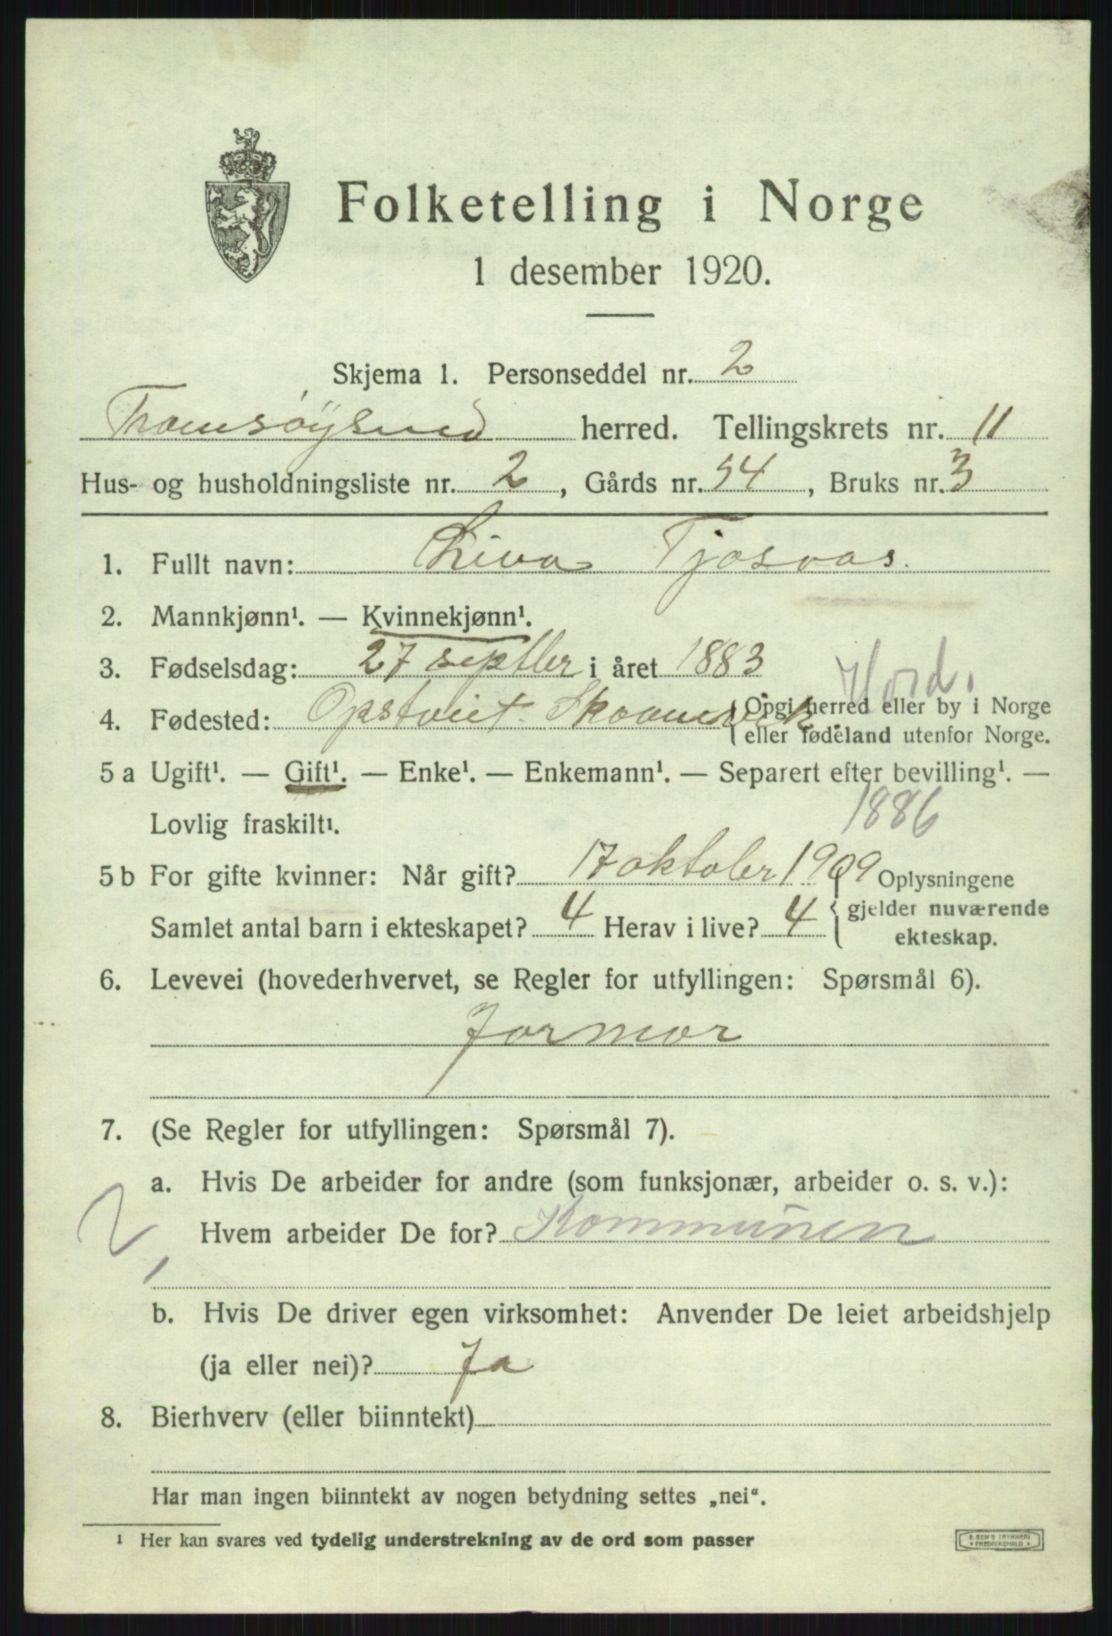 Folketelling i Norge
1 desember 1920.
Skjema 1. Personseddel nr. 2
Tromsøysund herred. Tellingskrets nr. 11
Hus- og husholdningsliste nr. 2, Gårds nr. 54, Bruks nr. 3
1. Fullt navn: Liva Tjosaas.
2. Mannkjønn¹. — Kvinnekjønn¹.
3. Fødselsdag: 27 septber i året 1883
Hord.
4. Fødested: Opstveit Skaanevik. (Opgi herred eller by i Norge
eller fødeland utenfor Norge.
5 a Ugift¹. — Gift¹. — Enke¹. — Enkemann¹. — Separert efter bevilling¹. —
Lovlig fraskilt¹.
1886
5 b For gifte kvinner: Når gift? 17 oktober 1909 Oplysningene
Samlet antal barn i ekteskapet? 4 Herav i live? 4 { gjelder nuværende
ekteskap.
6. Levevei (hovederhvervet, se Regler for utfyllingen: Spørsmål 6).
Jormor
7. (Se Regler for utfyllingen: Spørsmål 7).
a. Hvis De arbeider for andre (som funksjonær, arbeider o. s. v.):
Hvem arbeider De for? Kommunen
b. Hvis De driver egen virksomhet: Anvender De leiet arbeidshjelp
(ja eller nei)? Ja
8. Bierhverv (eller biinntekt)
Har man ingen biinntekt av nogen betydning settes „nei“.
¹ Her kan svares ved tydelig understrekning av de ord som passer